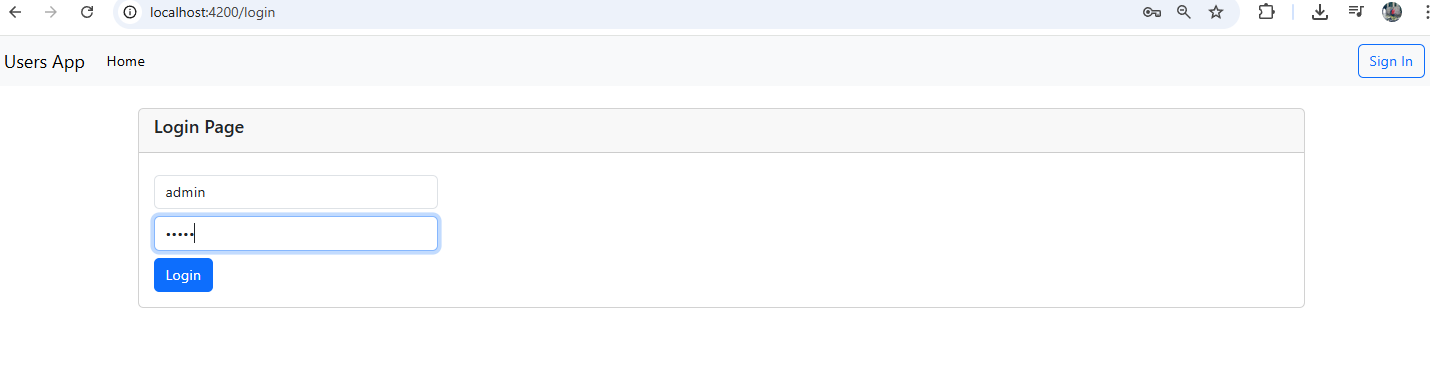 localhost:4200/login
Users App Home Sign In
Login Page
admin
•••••
Login